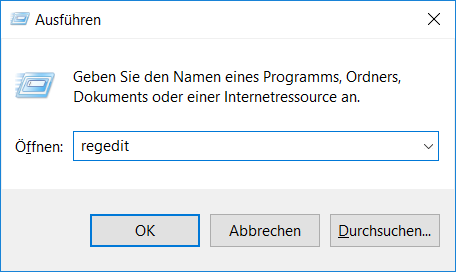 Ausführen
Geben Sie den Namen eines Programms, Ordners,
Dokuments oder einer Internetressource an.
Öffnen: regedit
OK Abbrechen Durchsuchen...